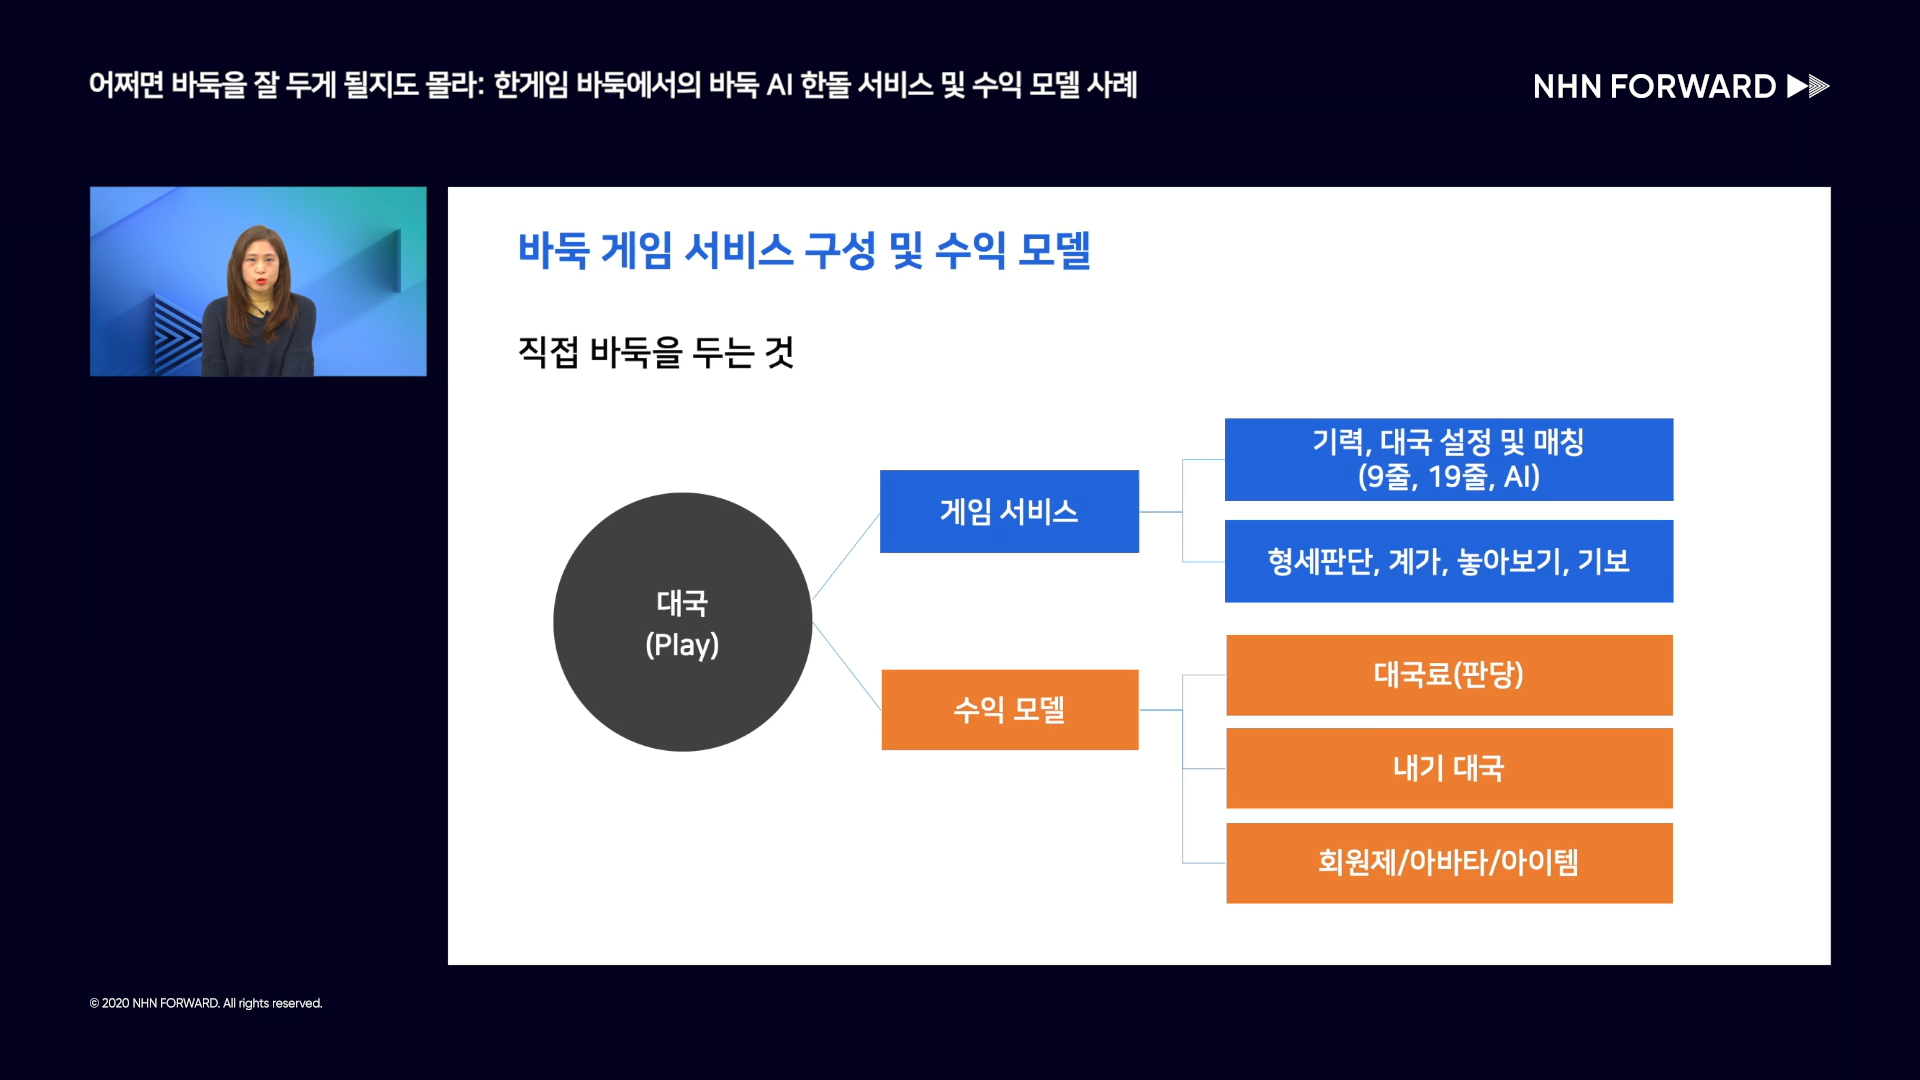 어쩌면 바둑을 잘 두게 될지도 몰라: 한게임 바둑에서의 바둑 AI 한돌 서비스 및 수익 모델 사례
NHN FORWARD
바둑 게임 서비스 구성 및 수익 모델
직접 바둑을 두는 것
대국
(Play)
게임 서비스
기력, 대국 설정 및 매칭
(9줄, 19줄, AI)
형세판단, 계가, 놓아보기, 기보
수익 모델
대국료(판당)
내기 대국
회원제/아바타/아이템
© 2020 NHN FORWARD. All rights reserved.